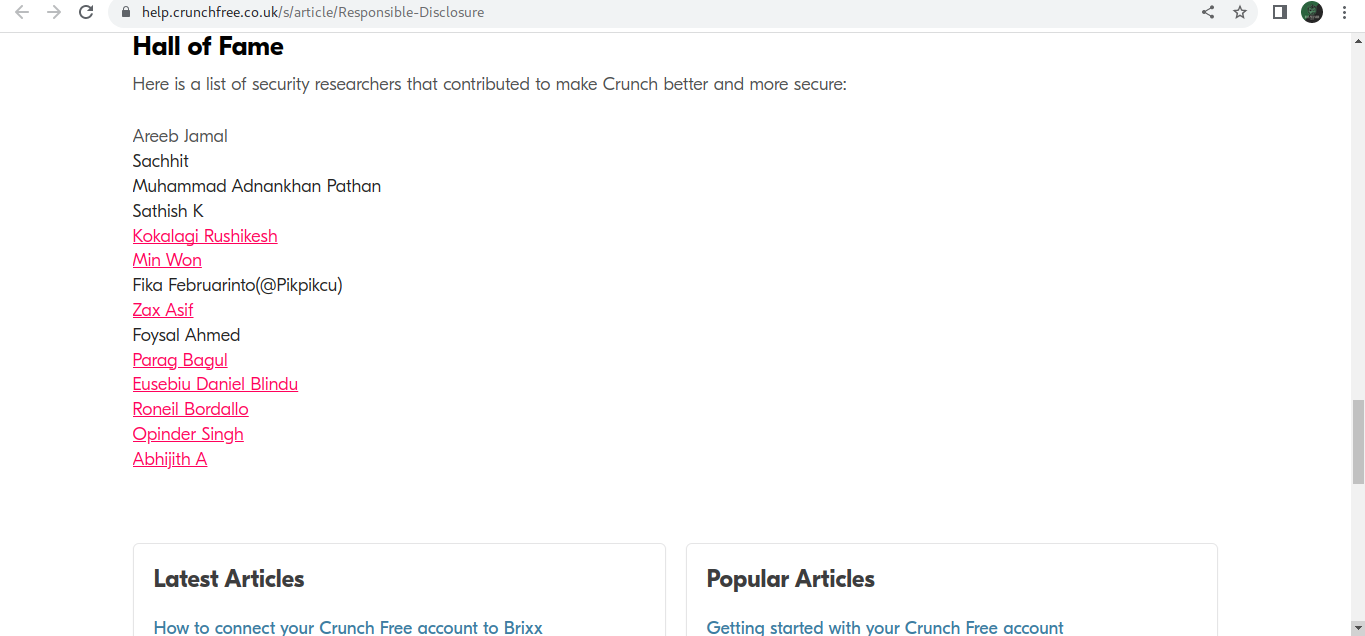 help.crunchfree.co.uk/s/article/Responsible-Disclosure
Hall of Fame
Here is a list of security researchers that contributed to make Crunch better and more secure:
Areeb Jamal
Sachhit
Muhammad Adnankhan Pathan
Sathish K
Kokalagi Rushikesh
Min Won
Fika Februarinto(@Pikpikcu)
Zax Asif
Foysal Ahmed
Parag Bagul
Eusebiu Daniel Blindu
Roneil Bordallo
Opinder Singh
Abhijith A
Latest Articles
How to connect your Crunch Free account to Brixx
Popular Articles
Getting started with your Crunch Free account